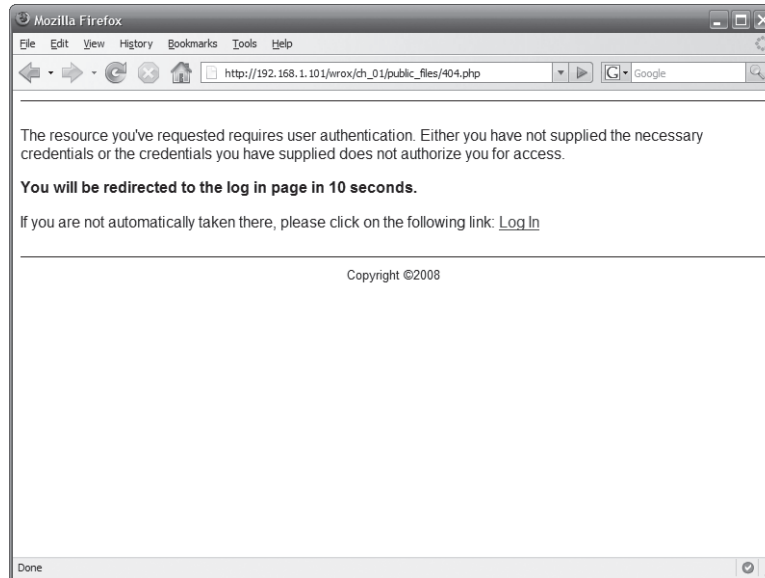 Mozilla Firefox
File Edit View History Bookmarks Tools Help
http://192.168.1.101/wrox/ch_01/public_files/404.php G Google
The resource you've requested requires user authentication. Either you have not supplied the necessary
credentials or the credentials you have supplied does not authorize you for access.
You will be redirected to the log in page in 10 seconds.
If you are not automatically taken there, please click on the following link: Log In
Copyright ©2008
Done